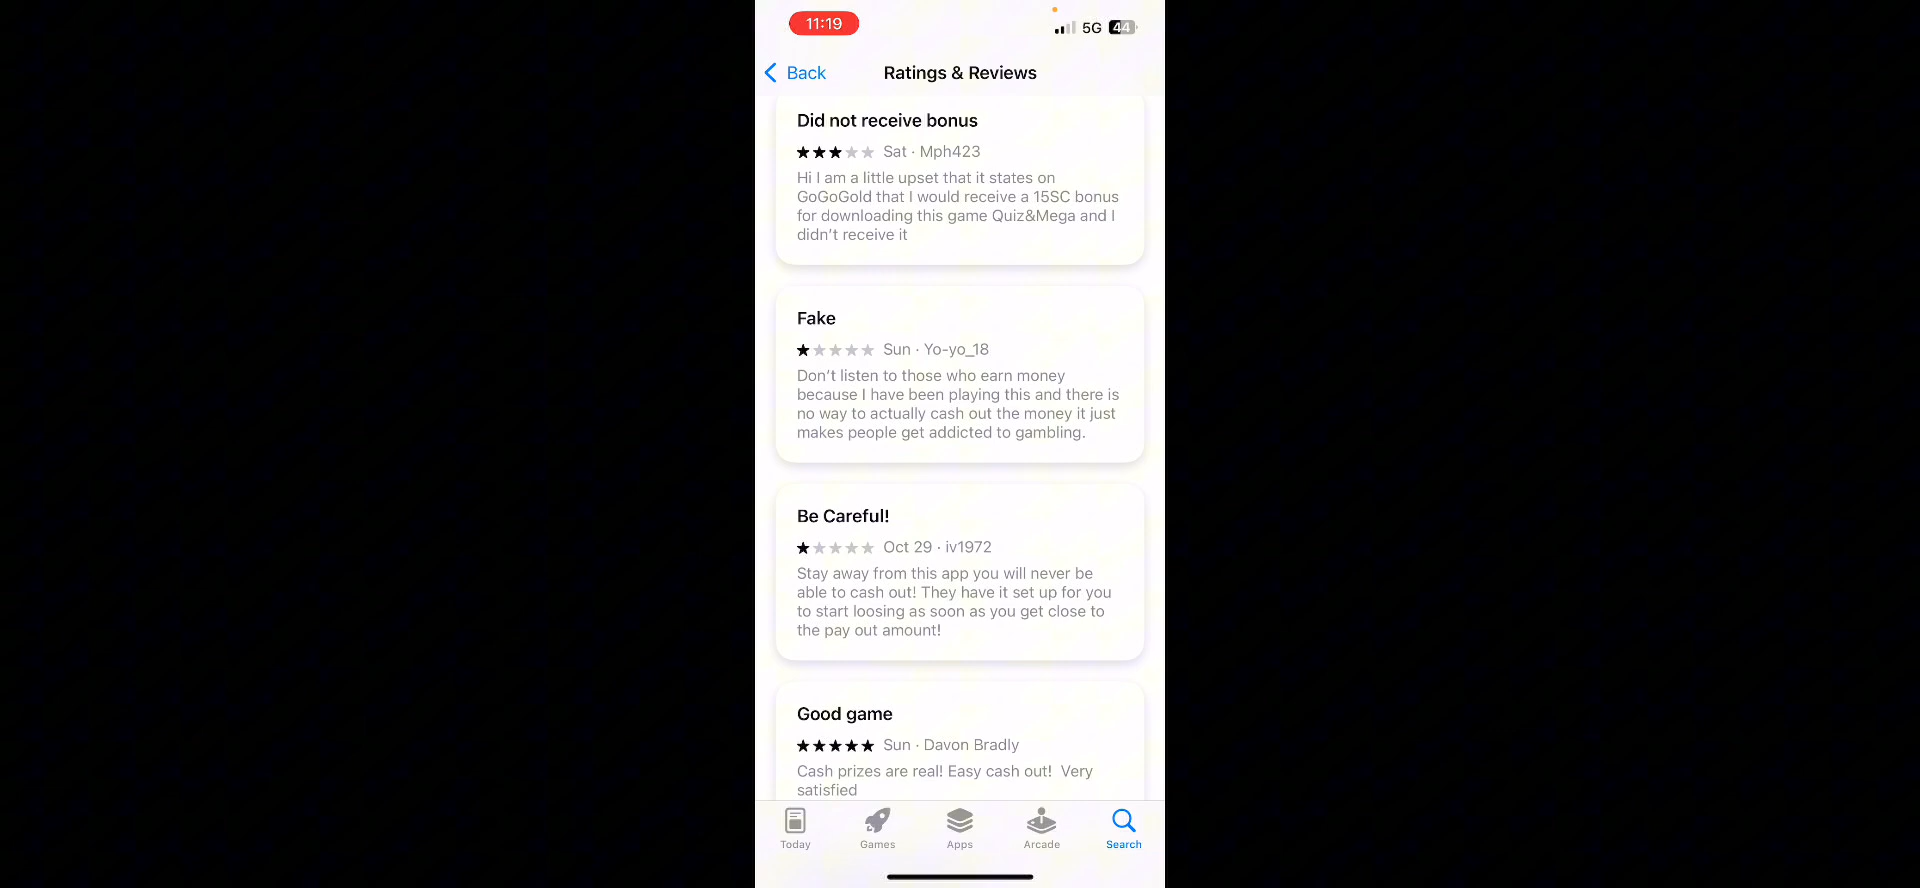 11:19
5G 44
Back
Ratings & Reviews
Did not receive bonus
Sat · Mph423
Hi I am a little upset that it states on
GoGoGold that I would receive a 15SC bonus
for downloading this game Quiz&Mega and I
didn't receive it
Fake
Sun · Yo-yo_18
Don't listen to those who earn money
because I have been playing this and there is
no way to actually cash out the money it just
makes people get addicted to gambling.
Be Careful!
Oct 29 · iv1972
Stay away from this app you will never be
able to cash out! They have it set up for you
to start loosing as soon as you get close to
the pay out amount!
Good game
Sun · Davon Bradly
Cash prizes are real! Easy cash out!  Very
satisfied
Today
Games
Apps
Arcade
Search